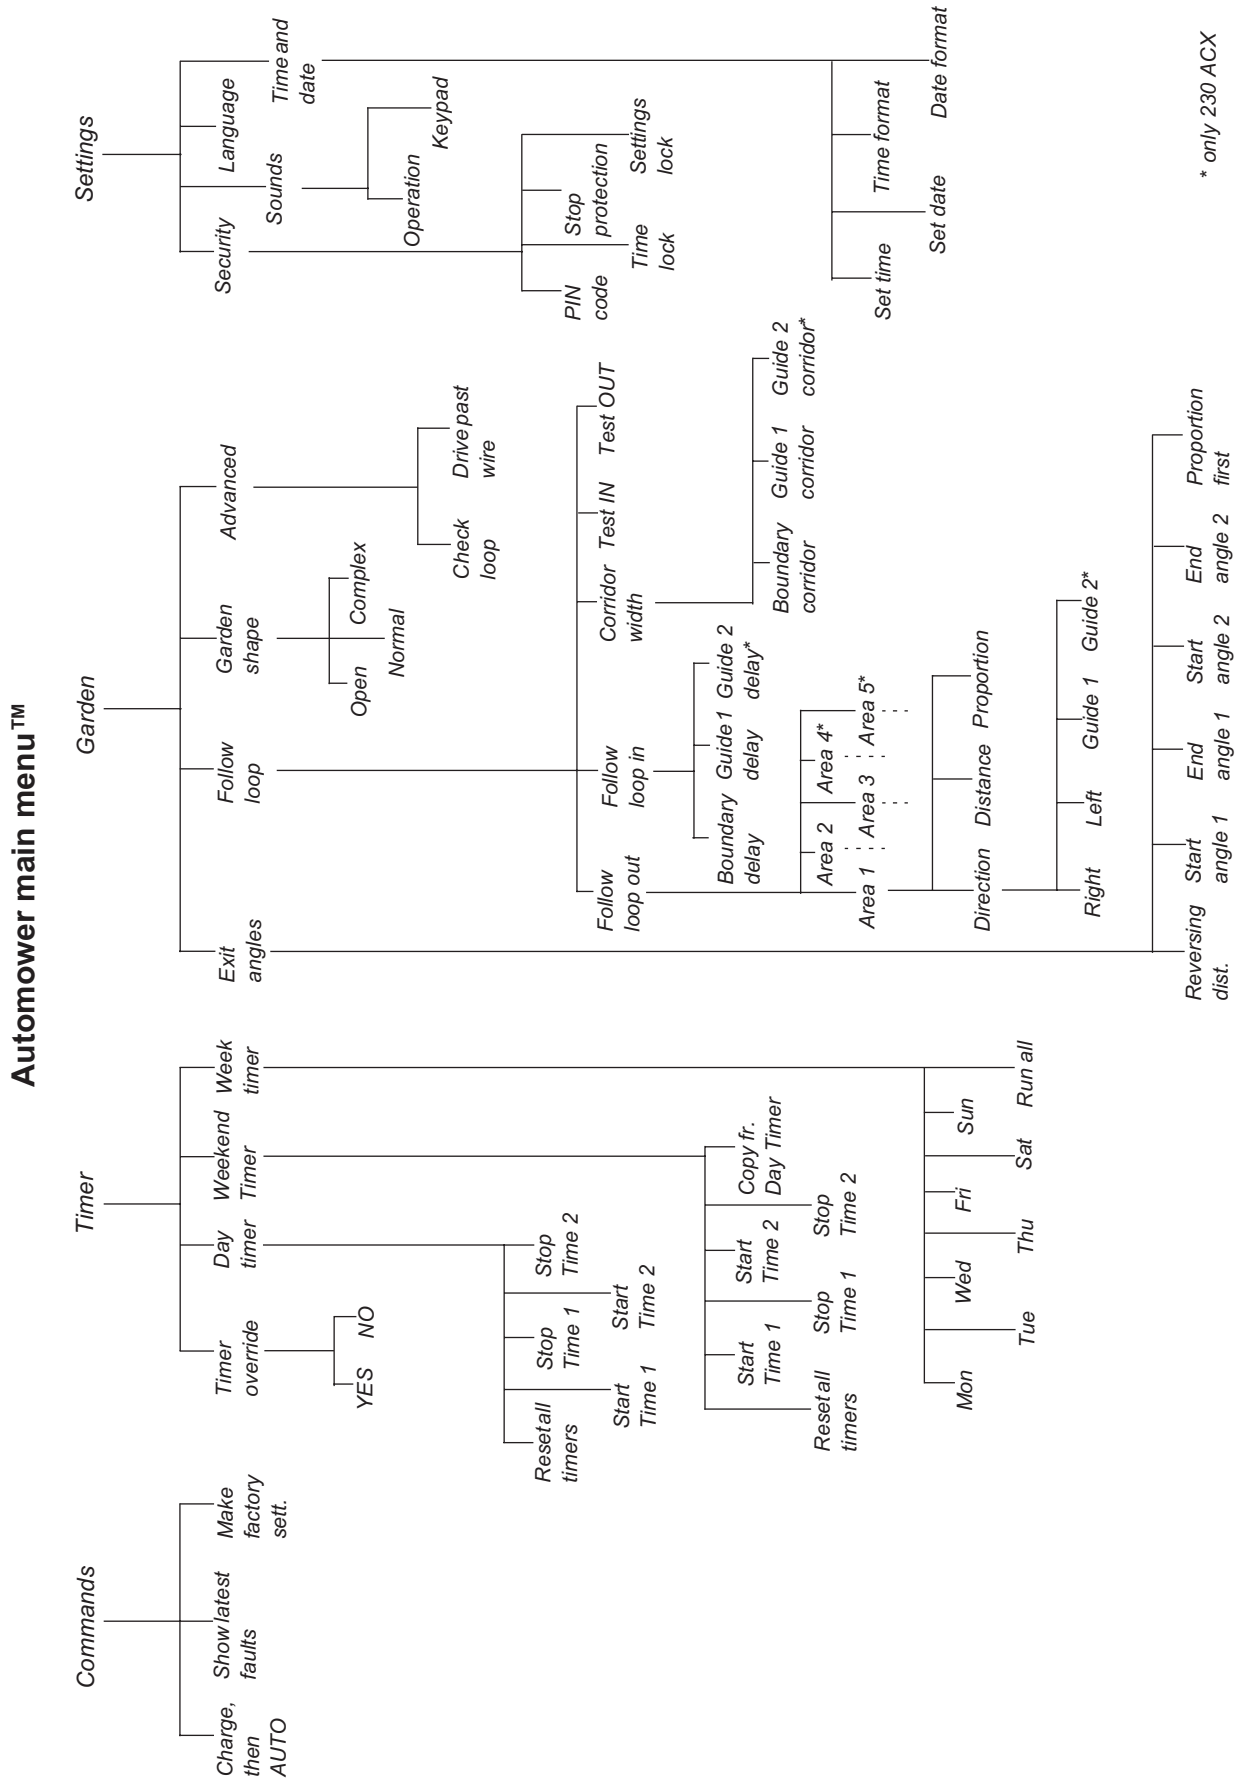 Automower main menu™
Commands
Charge,
then
AUTO
Show latest
faults
Make
factory
sett.
Timer
Timer
override
YES
NO
Day
timer
Reset all
timers
Start
Time 1
Stop
Time 1
Start
Time 2
Stop
Time 2
Weekend
Timer
Reset all
timers
Start
Time 1
Stop
Time 1
Start
Time 2
Stop
Time 2
Copy fr.
Day Timer
Week
timer
Mon
Tue
Wed
Thu
Fri
Sat
Sun
Run all
Garden
Exit
angles
Reversing
dist.
Start
angle 1
End
angle 1
Start
angle 2
End
angle 2
Proportion
first
Follow
loop
Follow
loop out
Area 1
Area 2
Area 3
Area 4*
Area 5*
Direction
Distance
Proportion
Right
Left
Guide 1
Guide 2*
Follow
loop in
Boundary
delay
Guide 1
delay
Guide 2
delay*
Corridor
width
Boundary
corridor
Guide 1
corridor
Guide 2
corridor*
Test IN
Test OUT
Garden
shape
Open
Normal
Complex
Advanced
Check
loop
Drive past
wire
Settings
Security
PIN
code
Time
lock
Stop
protection
Settings
lock
Sounds
Operation
Keypad
Language
Time and
date
Set time
Set date
Time format
Date format
* only 230 ACX